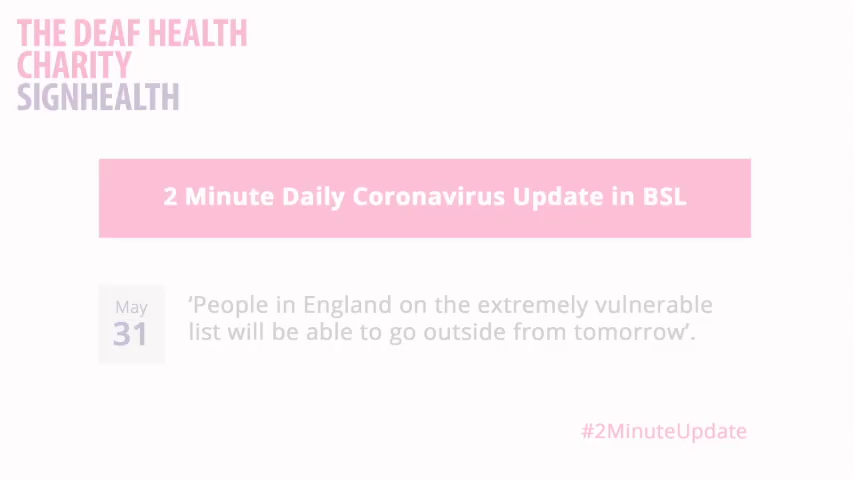 THE DEAF HEALTH
CHARITY
SIGNHEALTH
2 Minute Daily Coronavirus Update in BSL
May
31
‘People in England on the extremely vulnerable
list will be able to go outside from tomorrow’.
#2MinuteUpdate